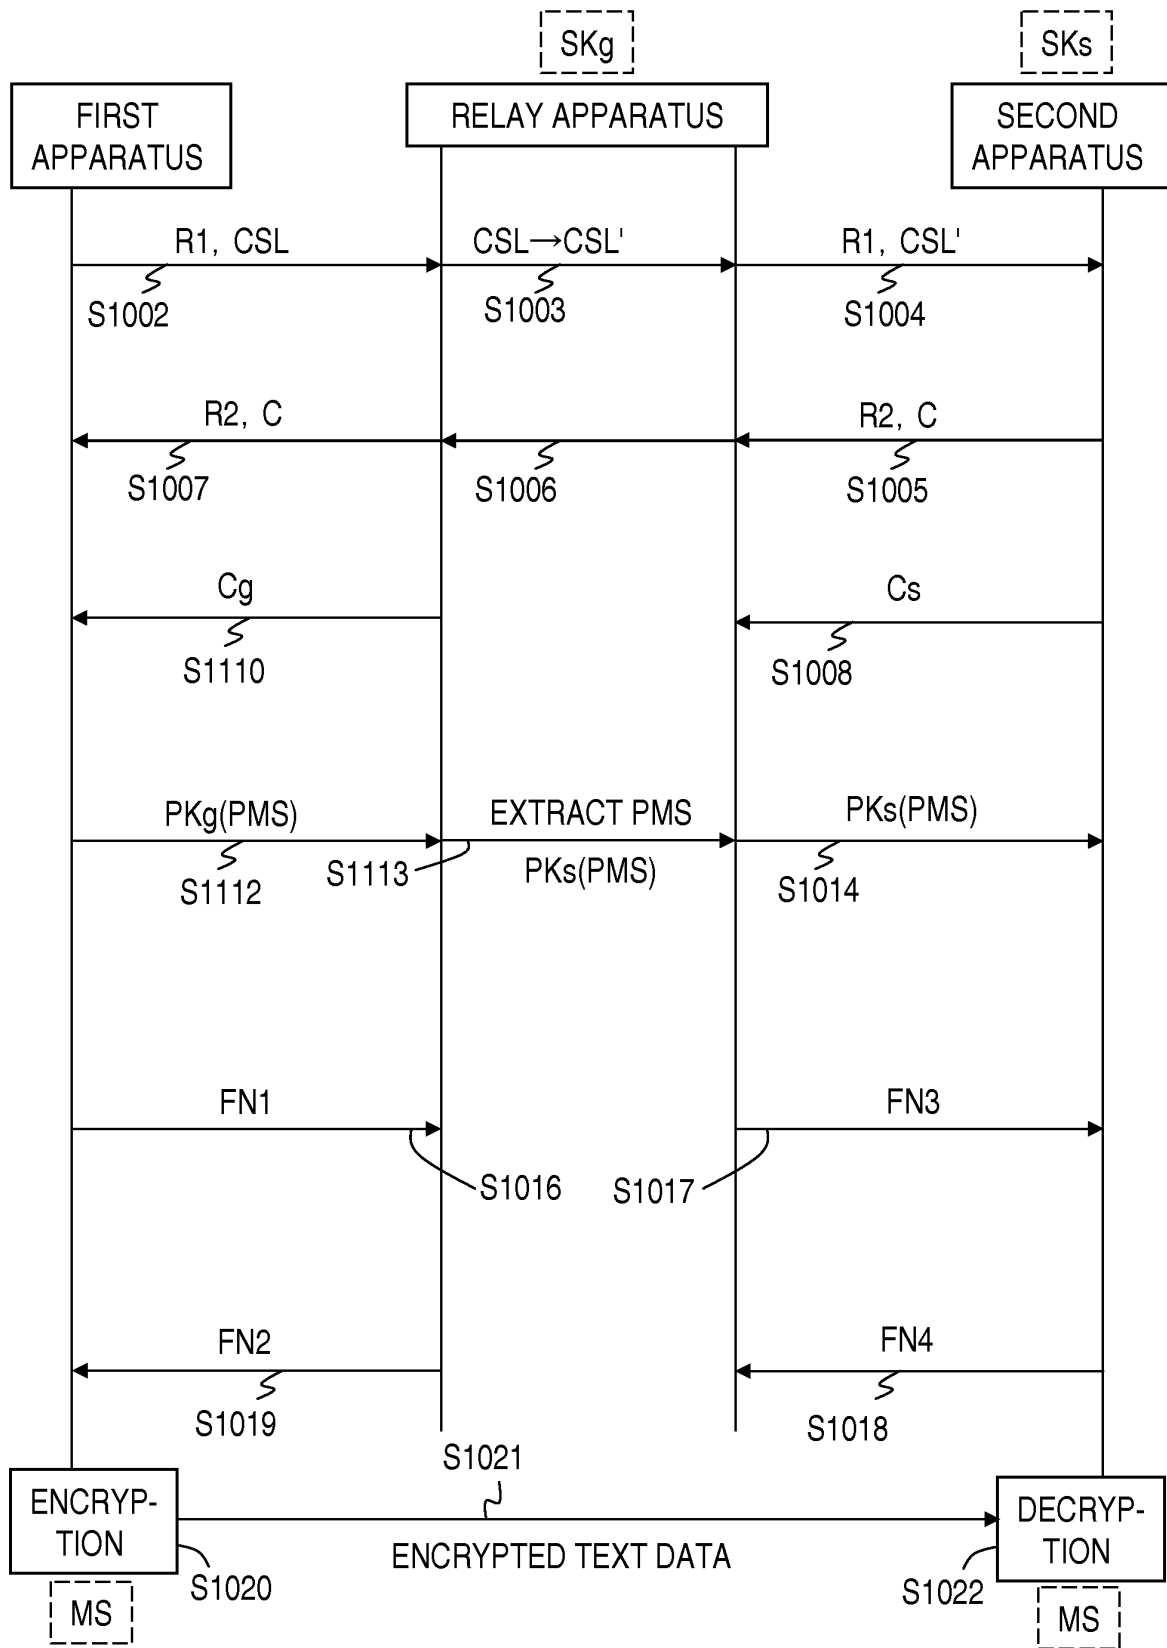 SKg
SKs
FIRST
APPARATUS
RELAY APPARATUS
SECOND
APPARATUS
R1, CSL
CSL→CSL'
R1, CSL'
S1002
S1003
S1004
R2, C
R2, C
S1007
S1006
S1005
Cg
Cs
S1110
S1008
PKg(PMS)
EXTRACT PMS
PKs(PMS)
S1112
S1113
PKs(PMS)
S1014
FN1
FN3
S1016
S1017
FN2
FN4
S1019
S1018
S1021
ENCRYP-
TION
DECRYP-
TION
ENCRYPTED TEXT DATA
S1020
S1022
MS
MS